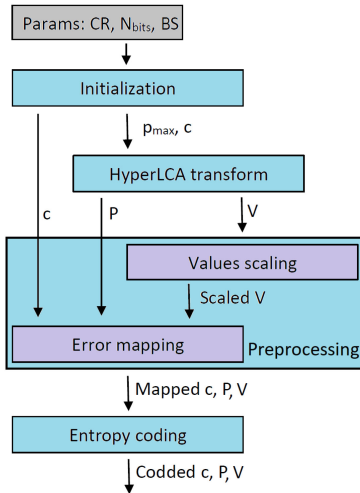 Params: CR, Nbits, BS
Initialization
pmax, c
HyperLCA transform
c
P
V
Values scaling
Scaled V
Error mapping
Preprocessing
Mapped c, P, V
Entropy coding
Codded c, P, V